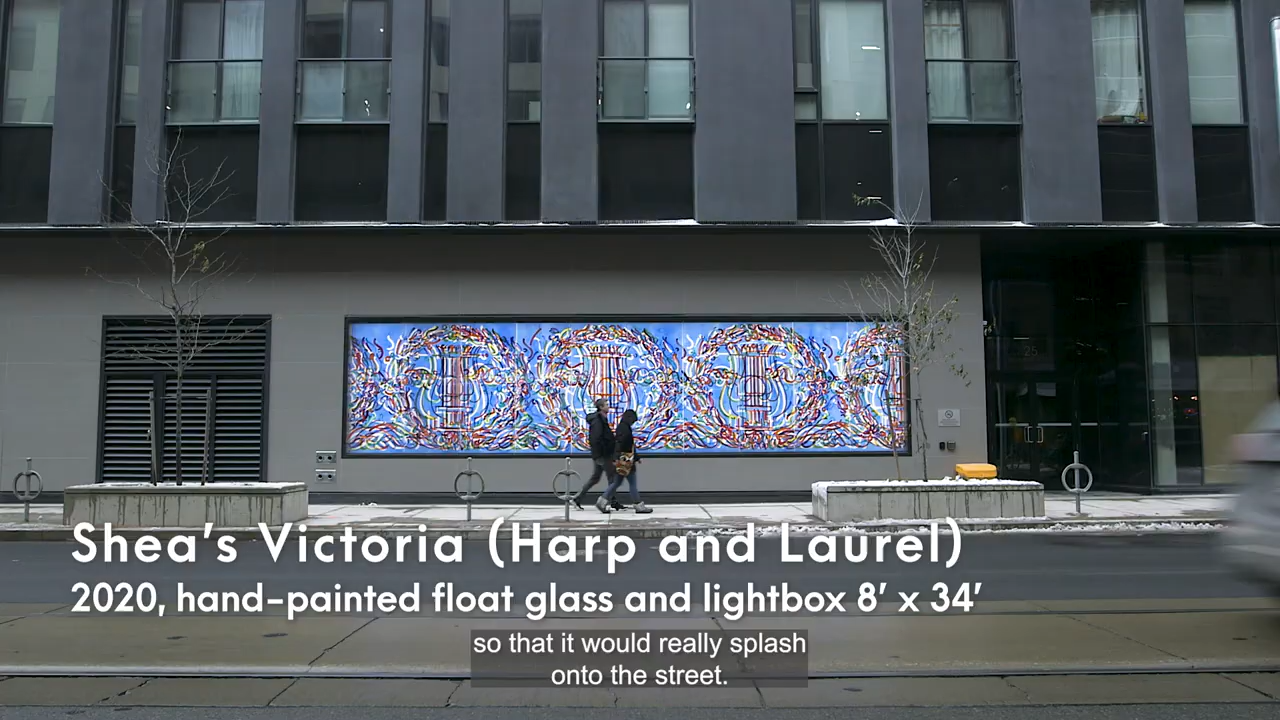 Shea's Victoria (Harp and Laurel)
2020, hand-painted float glass and lightbox 8' x 34'
so that it would really splash
onto the street.